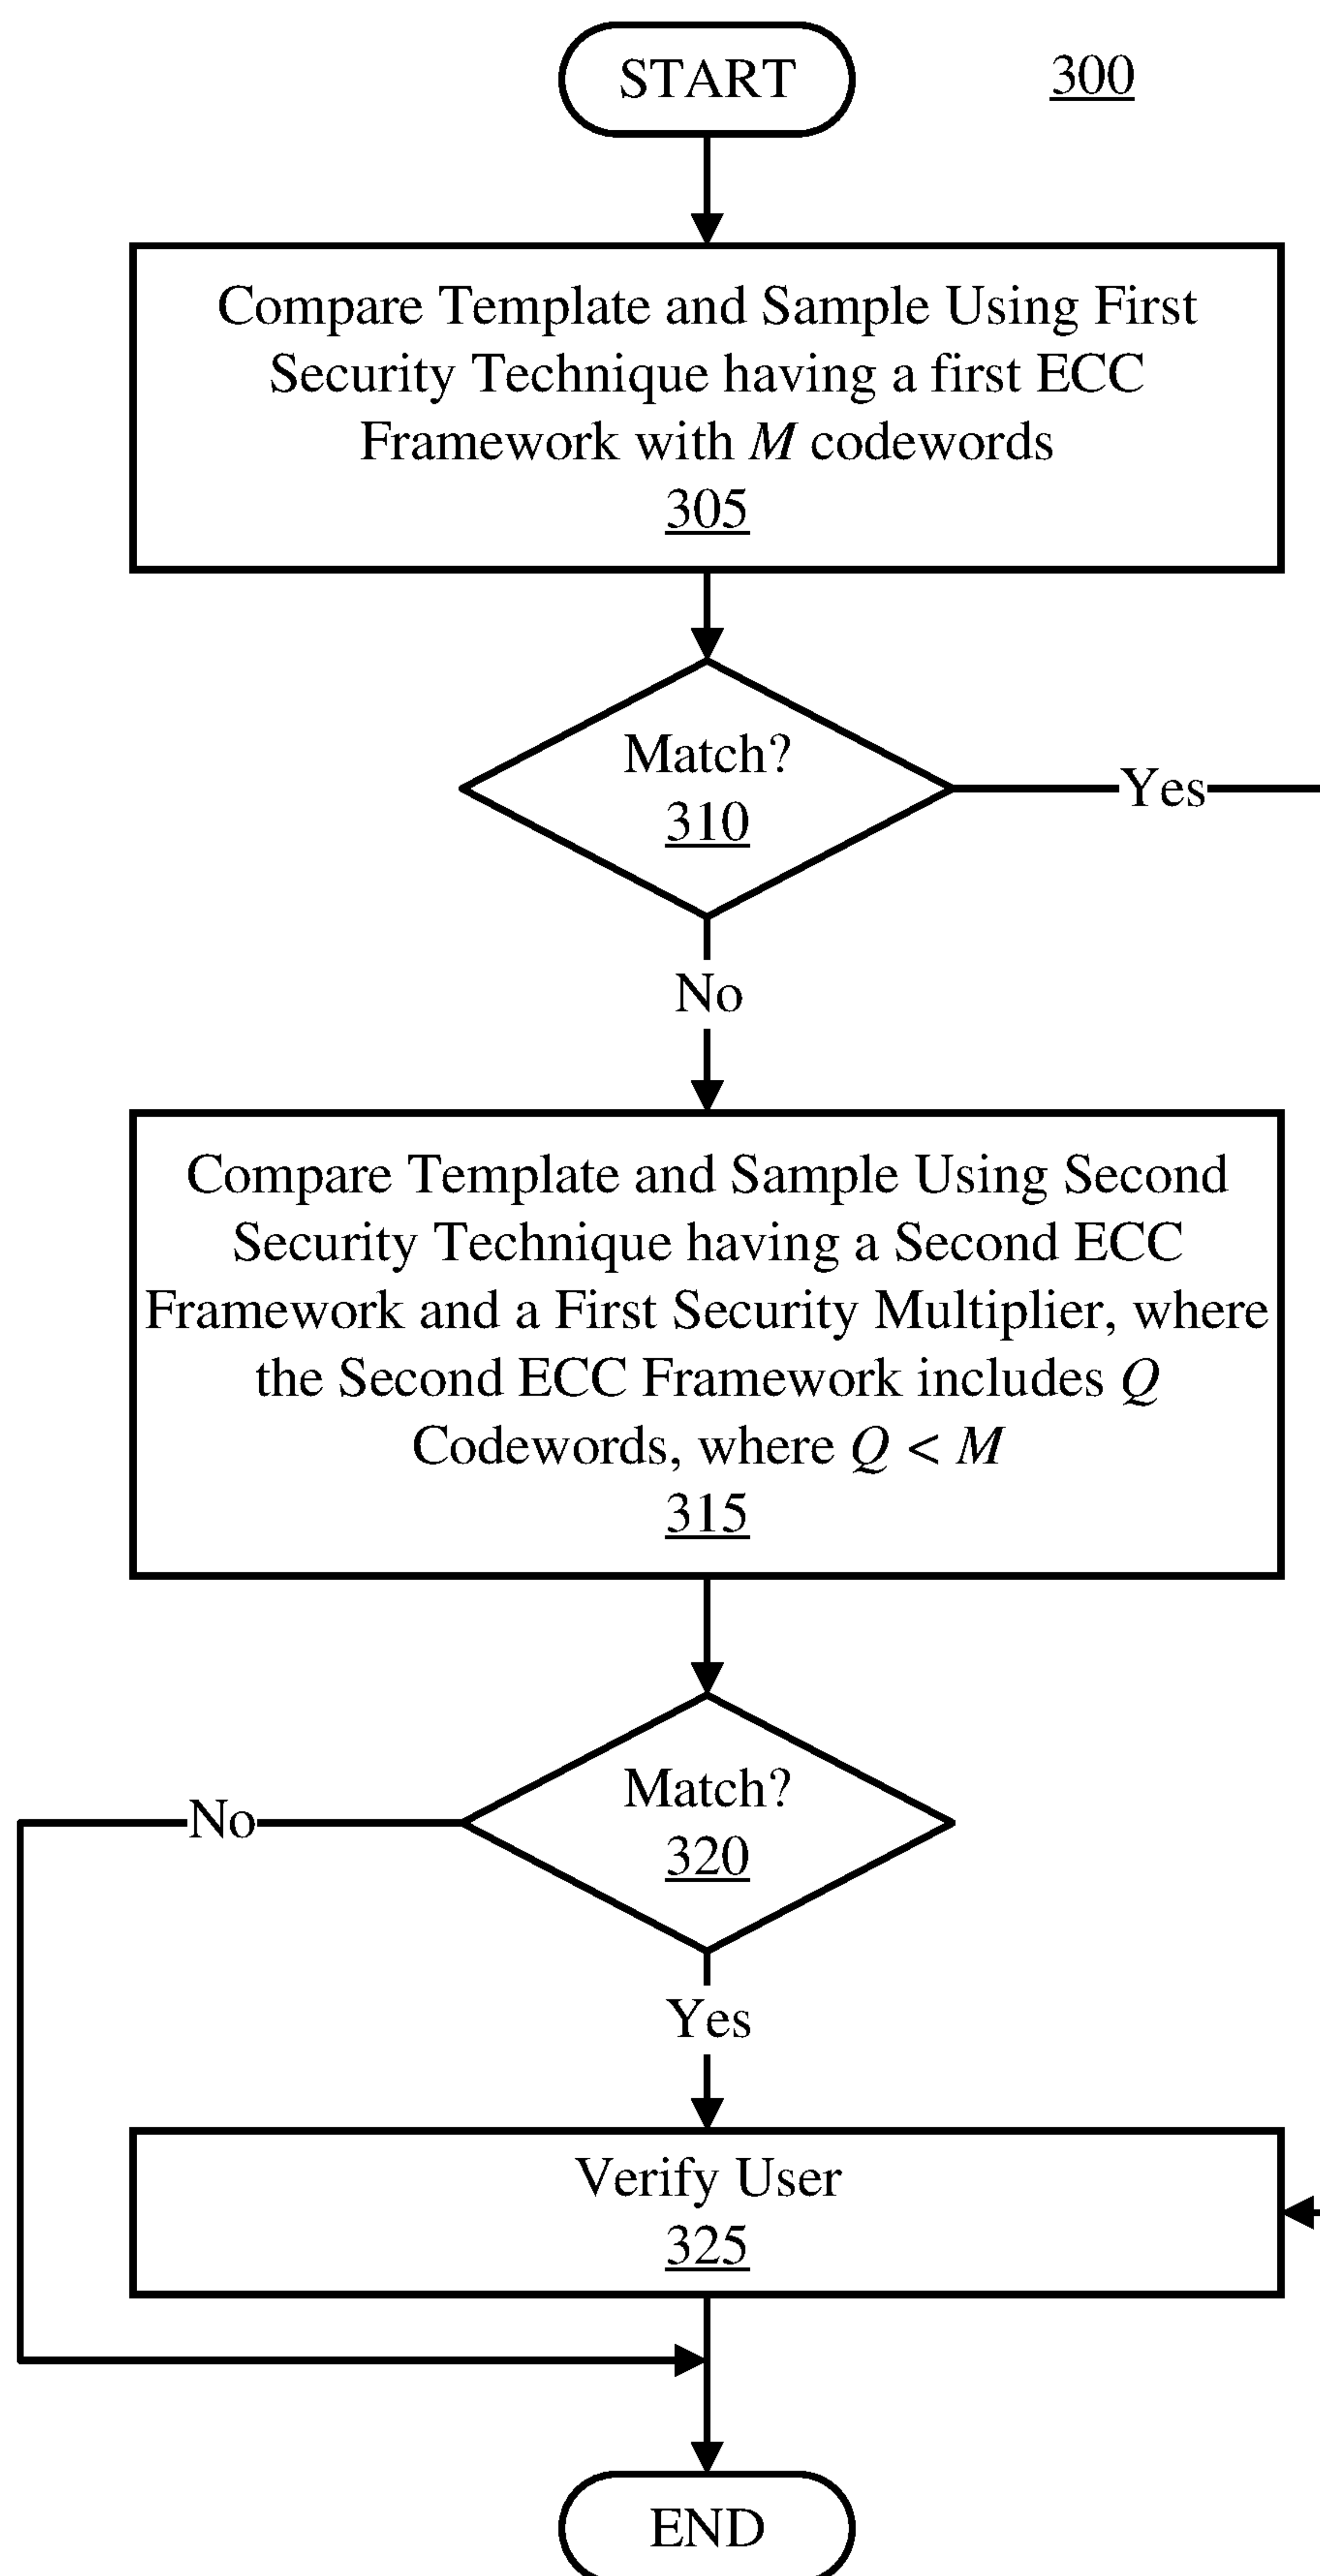 START
300
Compare Template and Sample Using First
Security Technique having a first ECC
Framework with M codewords
305
Match?
310
Yes
No
Compare Template and Sample Using Second
Security Technique having a Second ECC
Framework and a First Security Multiplier, where
the Second ECC Framework includes Q
Codewords, where Q < M
315
Match?
320
No
Yes
Verify User
325
END